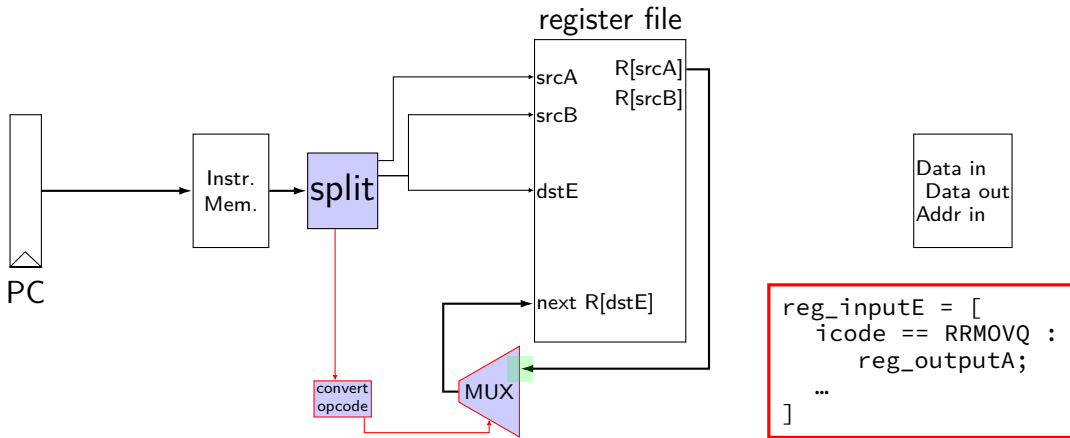 register file
srcA
R[srcA]
R[srcB]
srcB
Instr.
Mem.
split
dstE
Data in
Data out
Addr in
PC
next R[dstE]
reg_inputE = [
icode == RRMOVQ :
reg_outputA;
…
]
convert
opcode
MUX